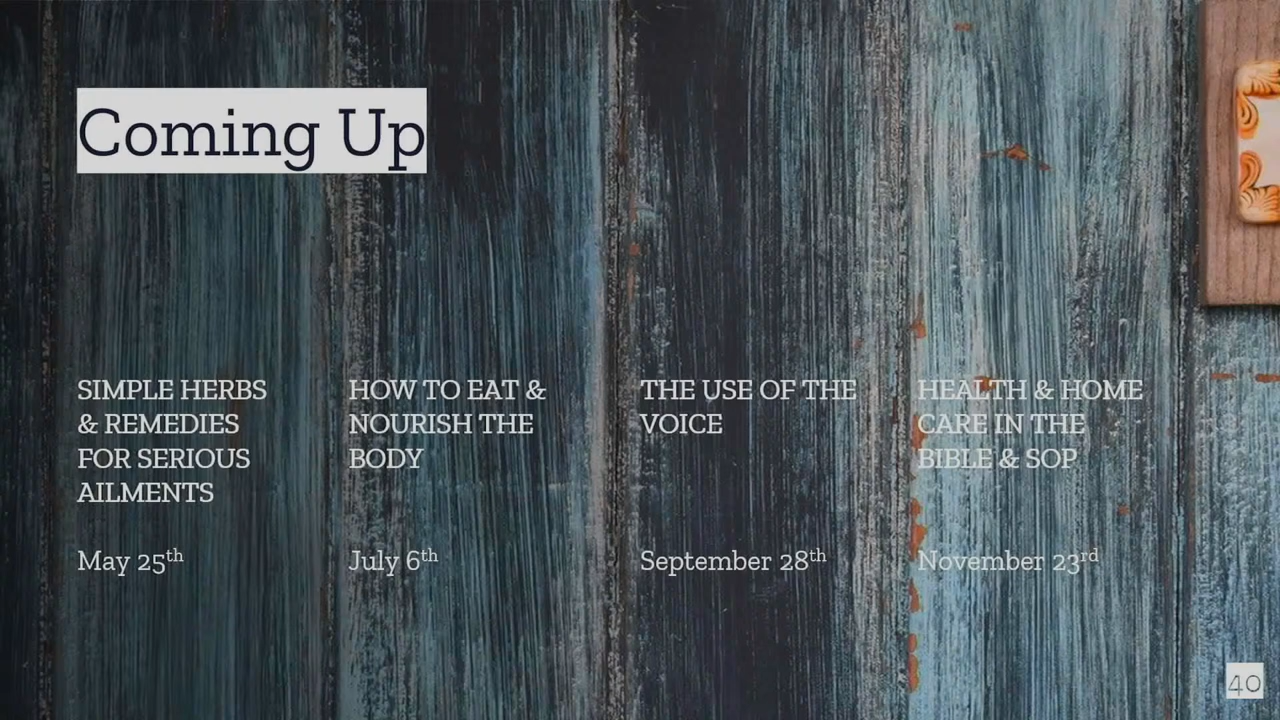 Coming Up
SIMPLE HERBS
& REMEDIES
FOR SERIOUS
AILMENTS
May 25th
HOW TO EAT &
NOURISH THE
BODY
July 6th
THE USE OF THE
VOICE
September 28th
HEALTH & HOME
CARE IN THE
BIBLE & SOP
November 23rd
40